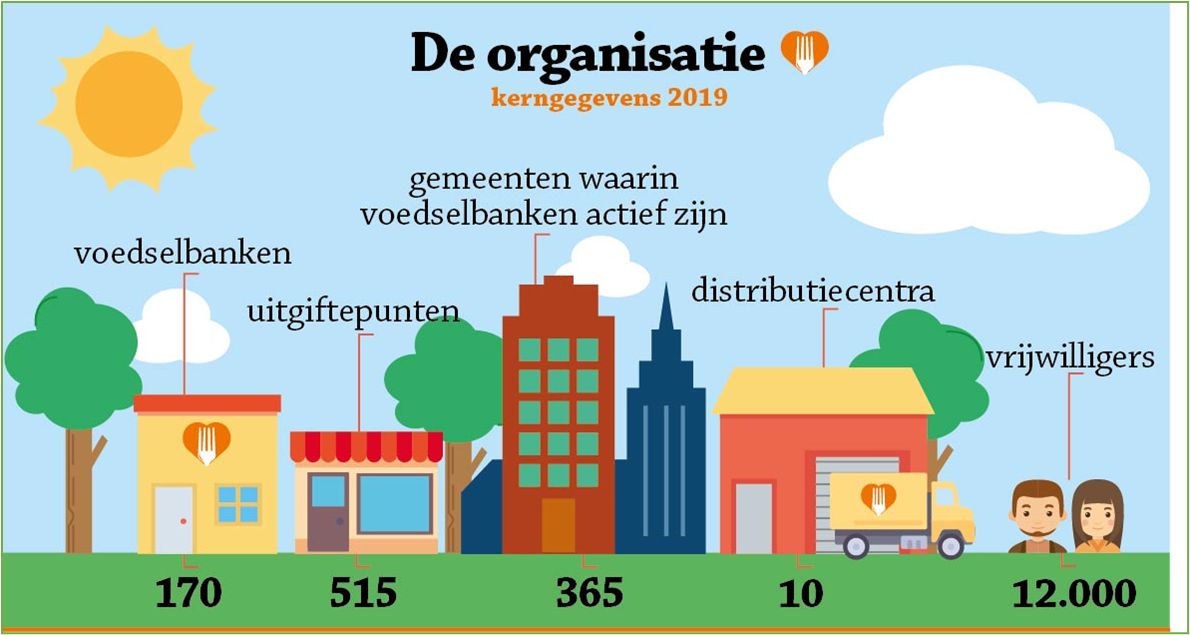 De organisatie
kerngegevens 2019
gemeenten waarin
voedselbanken actief zijn
voedselbanken
uitgiftepunten
distributiecentra
vrijwilligers
170
515
365
10
12.000